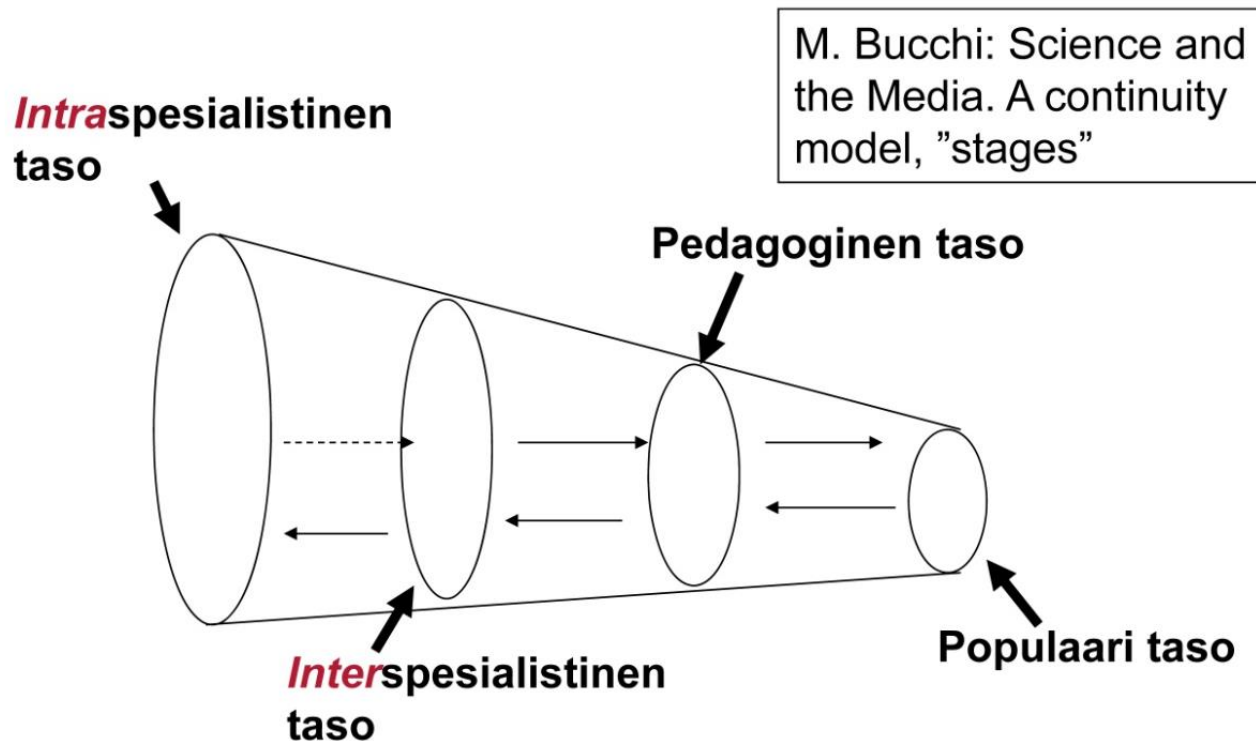 M. Bucchi: Science and
the Media. A continuity
model, ”stages”
Intraspesialistinen
taso
Pedagoginen taso
Populaari taso
Interspesialistinen
taso